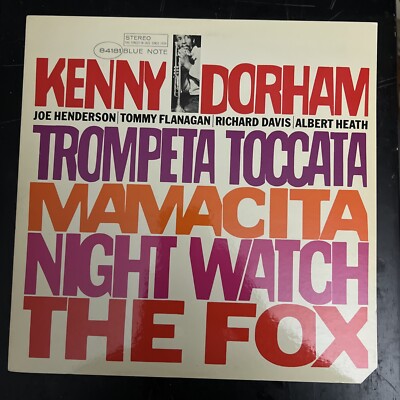 STEREO
84181 BLUE NOTE
KENNY DORHAM
JOE HENDERSON | TOMMY FLANAGAN | RICHARD DAVIS | ALBERT HEATH
TROMPETA TOCCATA
MAMACITA
NIGHT WATCH
THE FOX